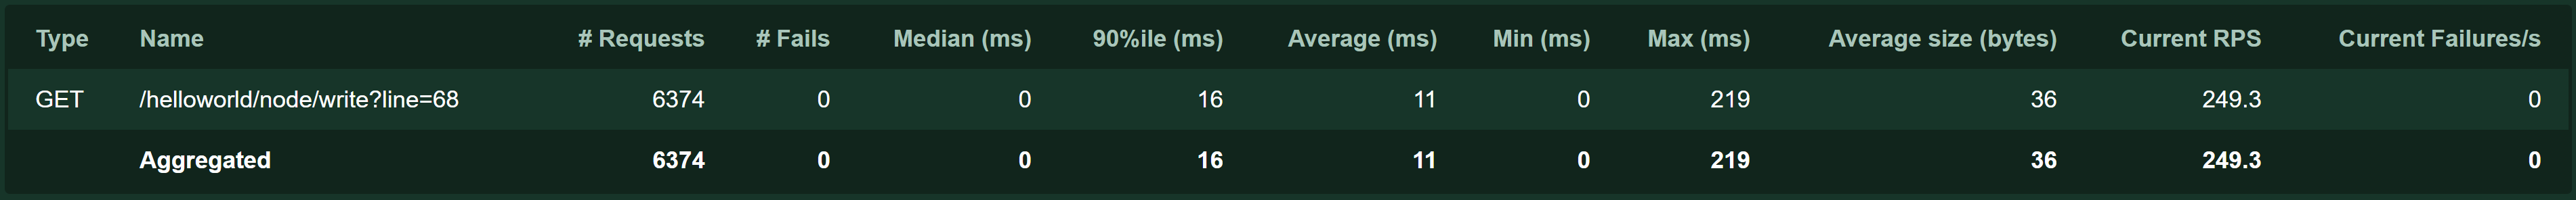 Type Name # Requests # Fails Median (ms) 90%ile (ms) Average (ms) Min (ms) Max (ms) Average size (bytes) Current RPS Current Failures/s
GET /helloworld/node/write?line=68 6374 0 0 16 11 0 219 36 249.3 0
Aggregated 6374 0 0 16 11 0 219 36 249.3 0